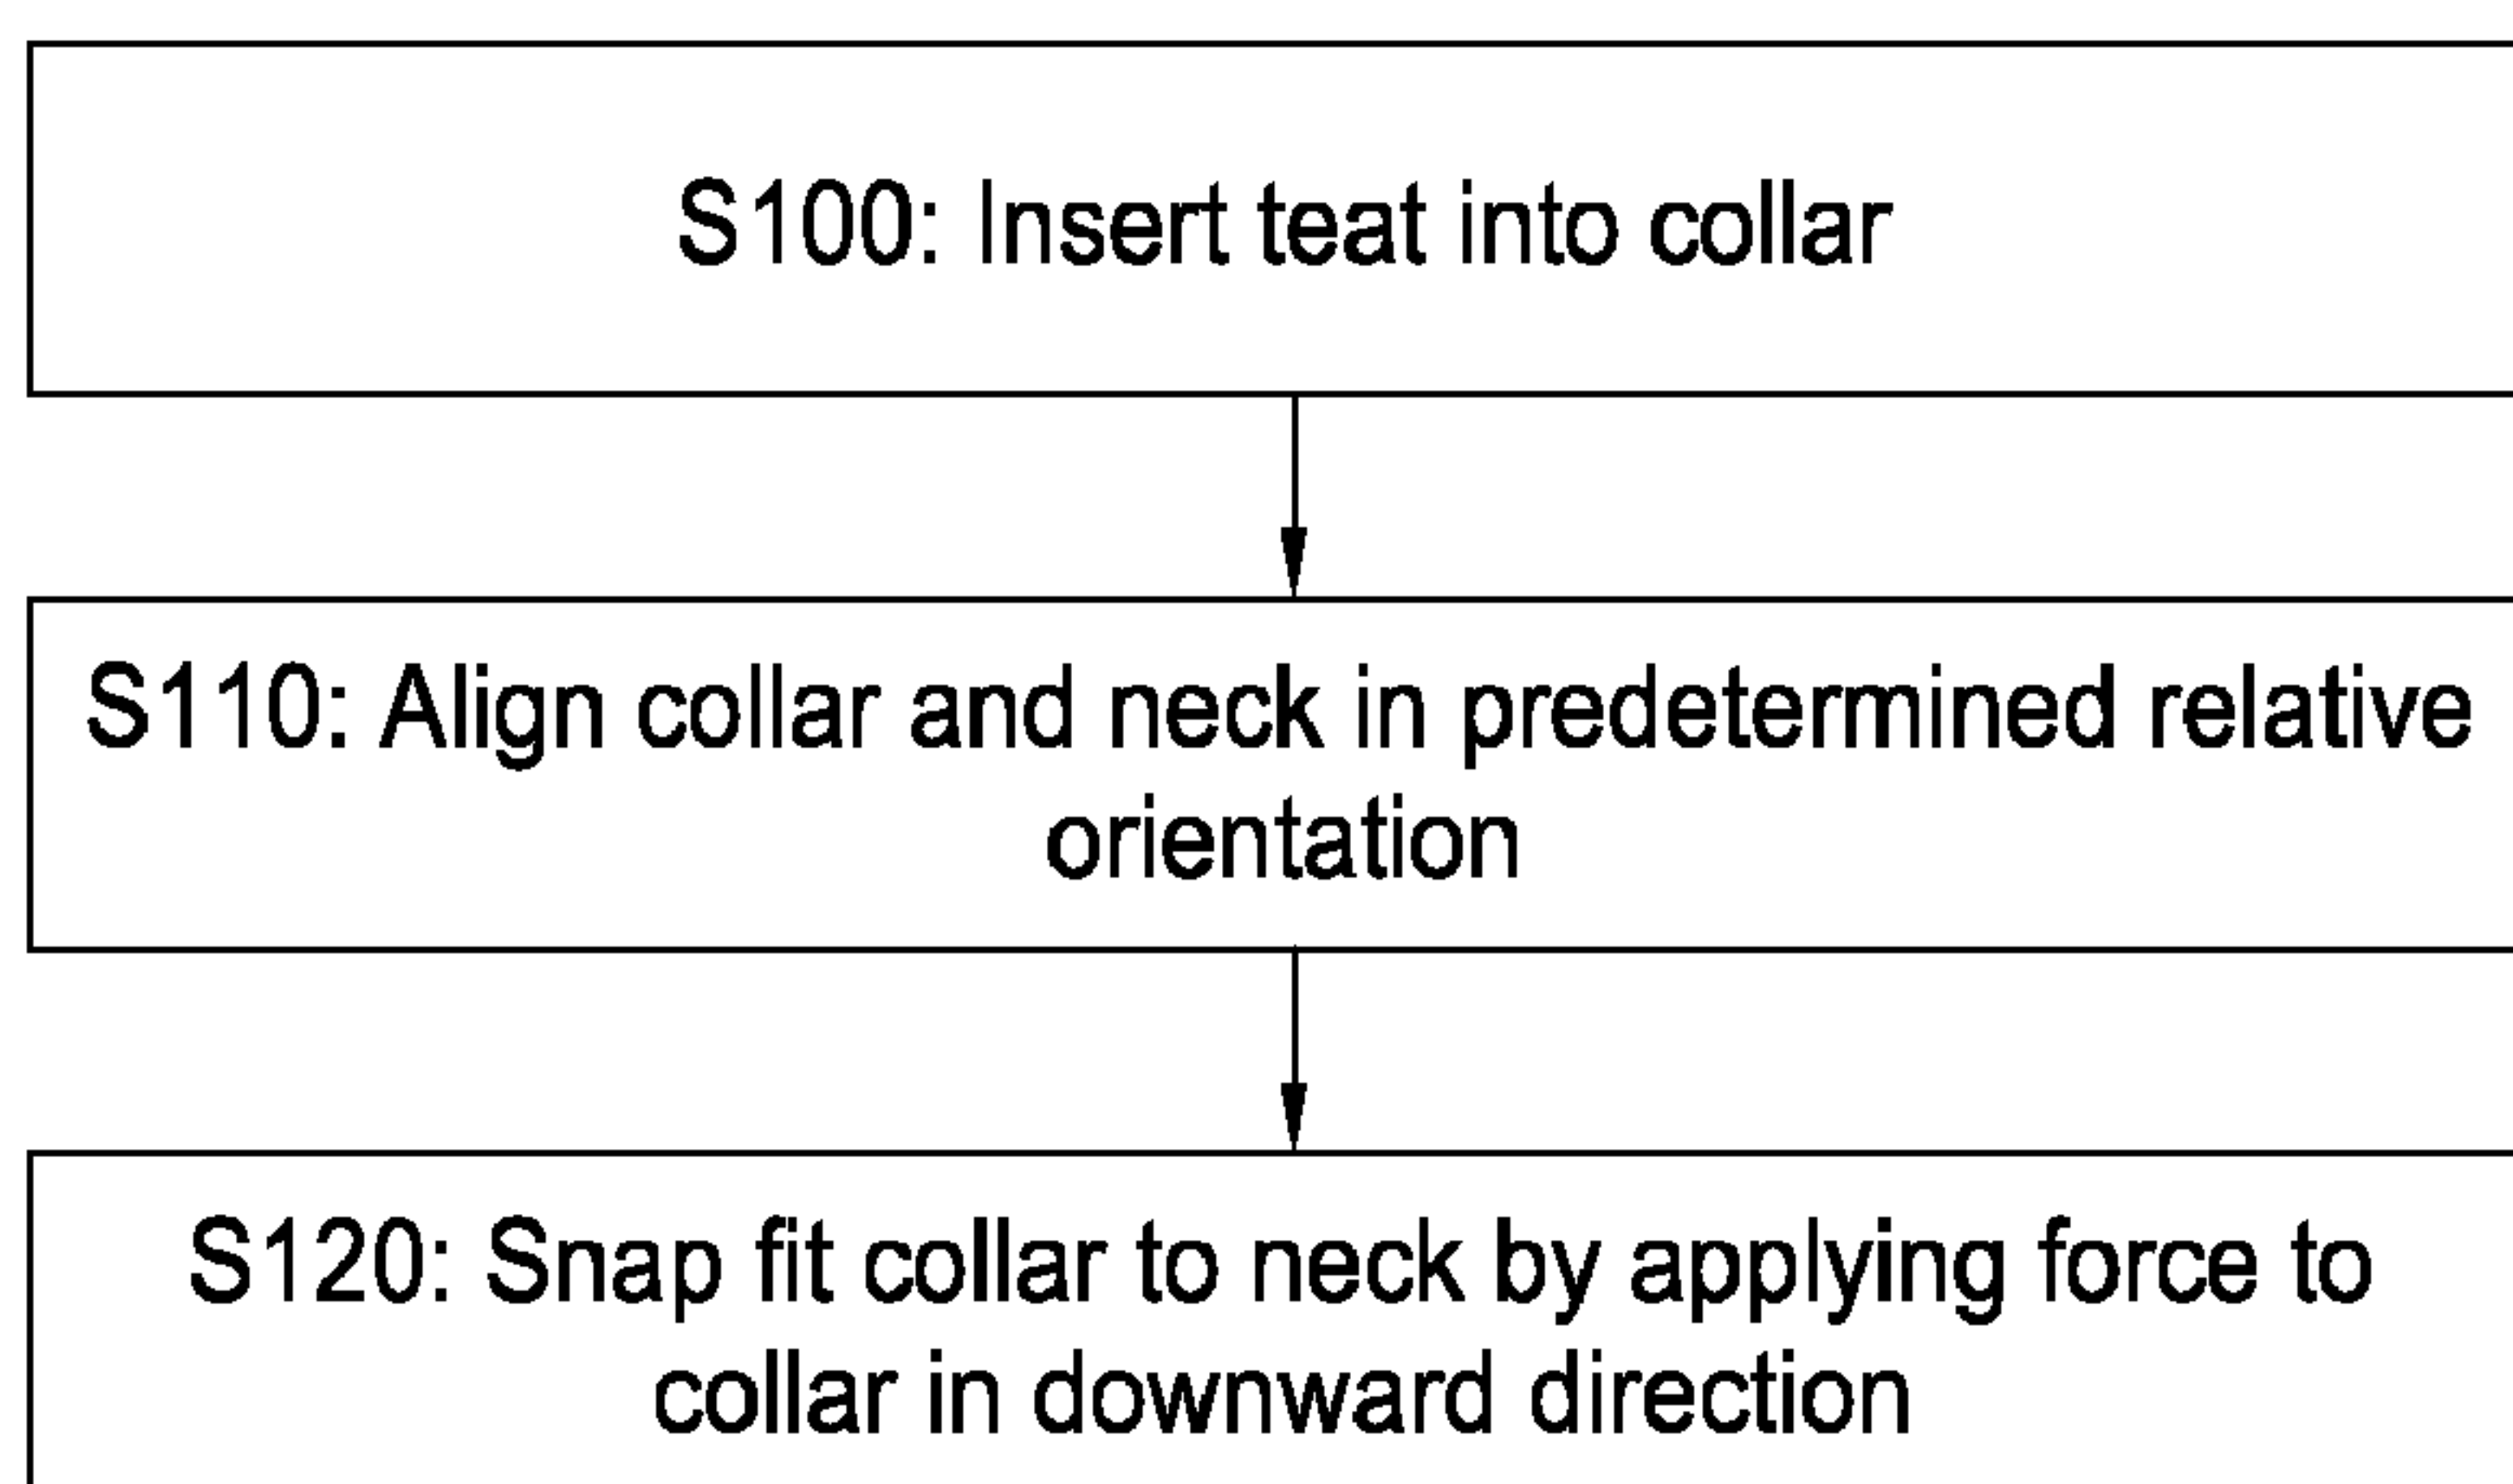 S100: Insert teat into collar
S110: Align collar and neck in predetermined relative
orientation
S120: Snap fit collar to neck by applying force to
collar in downward direction